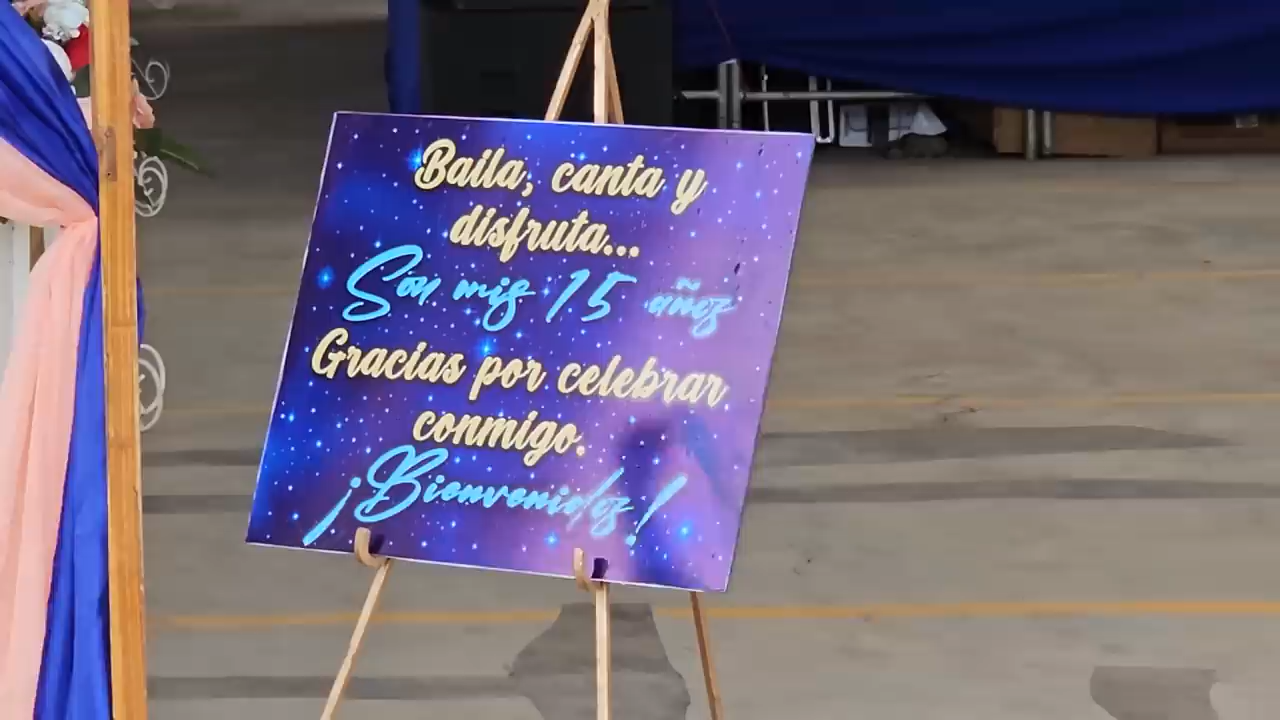 Baila, canta y
disfruta...
Son mis 15 años
Gracias por celebrar
conmigo.
¡Bienvenidos!